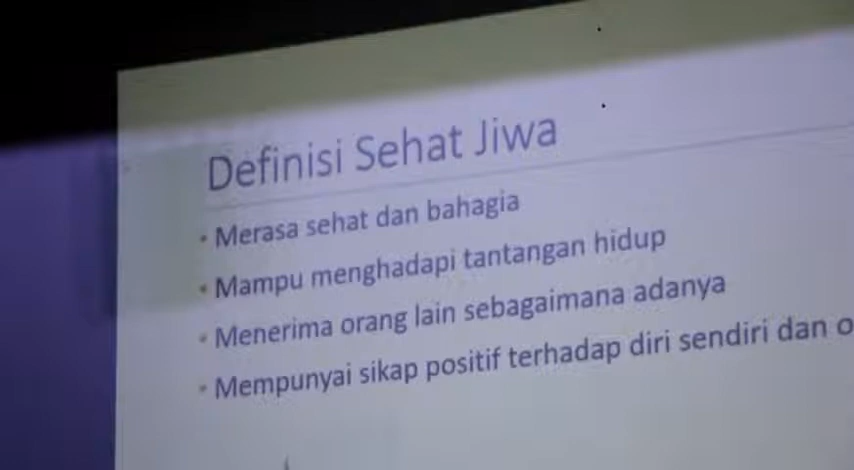 Definisi Sehat Jiwa
• Merasa sehat dan bahagia
• Mampu menghadapi tantangan hidup
• Menerima orang lain sebagaimana adanya
• Mempunyai sikap positif terhadap diri sendiri dan